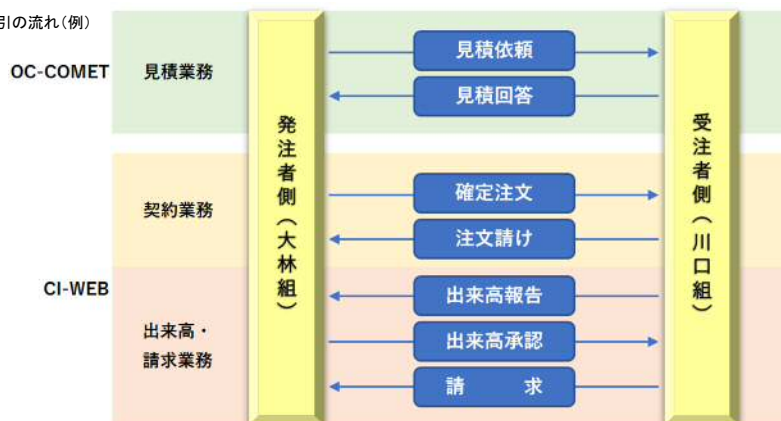 引の流れ(例)
OC-COMET
見積業務
見積依頼
見積回答
発注者側(大林組)
受注者側(川口組)
契約業務
確定注文
注文請け
CI-WEB
出来高・
請求業務
出来高報告
出来高承認
請　　求